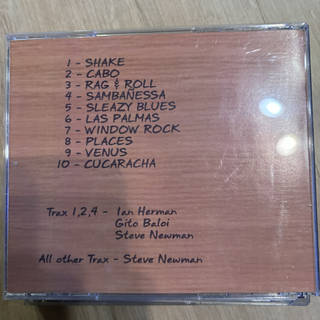 1 - SHAKE
2 - CABO
3 - RAG & ROLL
4 - SAMBANESSA
5 - SLEAZY BLUES
6 - LAS PALMAS
7 - WINDOW ROCK
8 - PLACES
9 - VENUS
10 - CUCARACHA
Trax 1,2,4 - Ian Herman
Gito Baloi
Steve Newman
All other Trax - Steve Newman